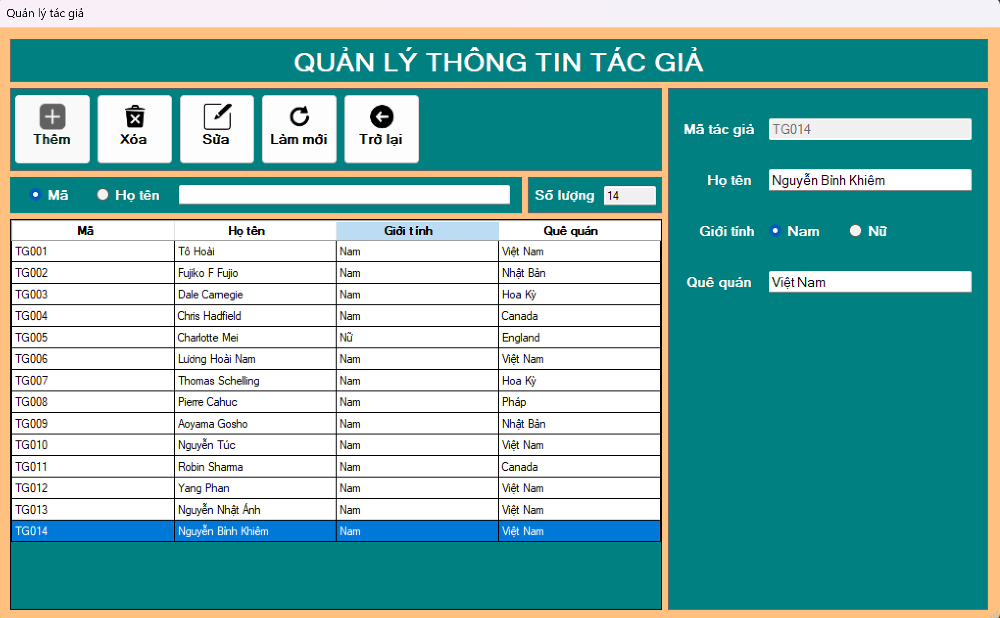 Quản lý tác giả
QUẢN LÝ THÔNG TIN TÁC GIẢ
Thêm Xóa Sửa Làm mới Trở lại
Mã Họ tên Số lượng 14
Mã Họ tên Giới tính Quê quán
TG001 Tô Hoài Nam Việt Nam
TG002 Fujiko F Fujio Nam Nhật Bản
TG003 Dale Carnegie Nam Hoa Kỳ
TG004 Chris Hadfield Nam Canada
TG005 Charlotte Mei Nữ England
TG006 Lương Hoài Nam Nam Việt Nam
TG007 Thomas Schelling Nam Hoa Kỳ
TG008 Pierre Cahuc Nam Pháp
TG009 Aoyama Gosho Nam Nhật Bản
TG010 Nguyễn Túc Nam Việt Nam
TG011 Robin Sharma Nam Canada
TG012 Yang Phan Nam Việt Nam
TG013 Nguyễn Nhật Ánh Nam Việt Nam
TG014 Nguyễn Bỉnh Khiêm Nam Việt Nam
Mã tác giả TG014
Họ tên Nguyễn Bỉnh Khiêm
Giới tính Nam Nữ
Quê quán Việt Nam